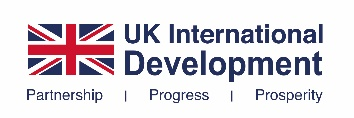 UK International
Development
Partnership | Progress | Prosperity